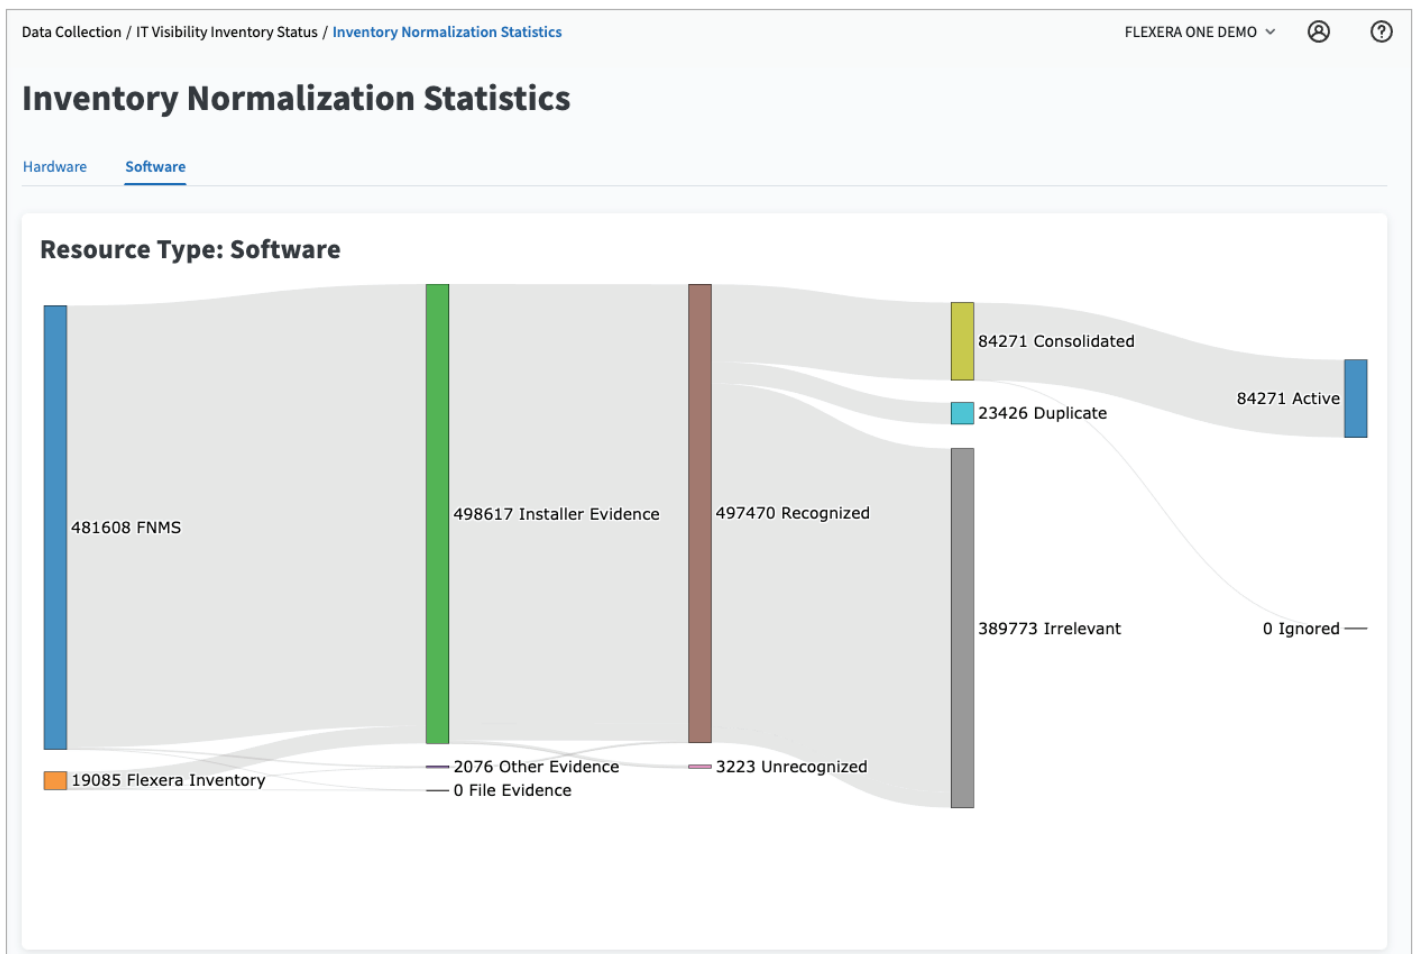 Data Collection / IT Visibility Inventory Status / Inventory Normalization Statistics
FLEXERA ONE DEMO
Inventory Normalization Statistics
Hardware
Software
Resource Type: Software
481608 FNMS
19085 Flexera Inventory
498617 Installer Evidence
2076 Other Evidence
0 File Evidence
497470 Recognized
3223 Unrecognized
84271 Consolidated
23426 Duplicate
389773 Irrelevant
84271 Active
0 Ignored